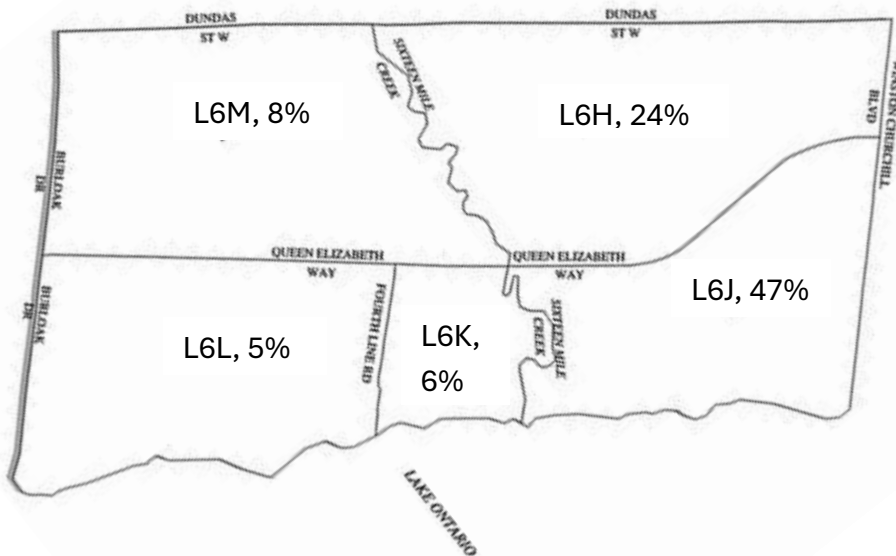 DUNDAS
ST W
DUNDAS
ST W
SIXTEEN MILE
CREEK
L6M, 8%
L6H, 24%
BLVD
CHURCHILL
BURLOAK
DR
QUEEN ELIZABETH
WAY
QUEEN ELIZABETH
WAY
BURLOAK
DR
L6J, 47%
FOURTH LINE RD
L6L, 5%
L6K,
6%
SIXTEEN MILE
CREEK
LAKE ONTARIO